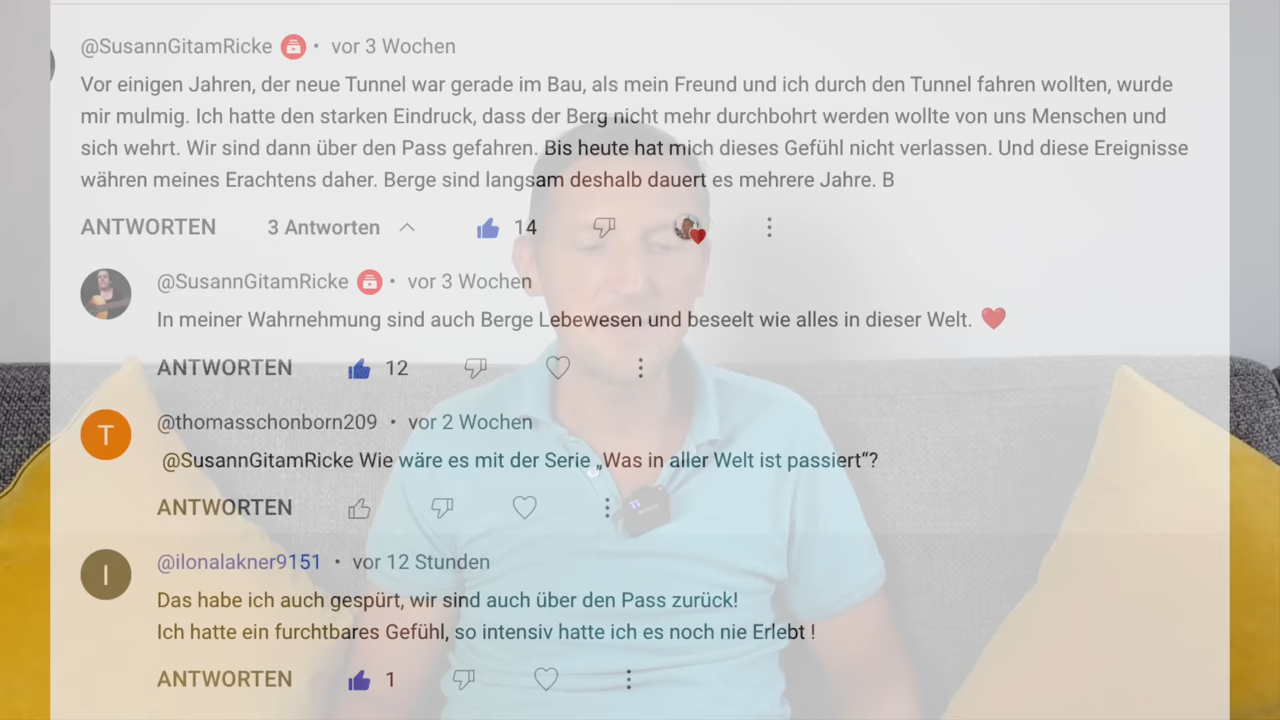 @SusannGitamRicke • vor 3 Wochen
Vor einigen Jahren, der neue Tunnel war gerade im Bau, als mein Freund und ich durch den Tunnel fahren wollten, wurde
mir mulmig. Ich hatte den starken Eindruck, dass der Berg nicht mehr durchbohrt werden wollte von uns Menschen und
sich wehrt. Wir sind dann über den Pass gefahren. Bis heute hat mich dieses Gefühl nicht verlassen. Und diese Ereignisse
währen meines Erachtens daher. Berge sind langsam deshalb dauert es mehrere Jahre. B
ANTWORTEN 3 Antworten 14
@SusannGitamRicke • vor 3 Wochen
In meiner Wahrnehmung sind auch Berge Lebewesen und beseelt wie alles in dieser Welt. ❤️
ANTWORTEN 12
T
@thomasschonborn209 • vor 2 Wochen
@SusannGitamRicke Wie wäre es mit der Serie „Was in aller Welt ist passiert“?
ANTWORTEN
I
@ilonalakner9151 • vor 12 Stunden
Das habe ich auch gespürt, wir sind auch über den Pass zurück!
Ich hatte ein furchtbares Gefühl, so intensiv hatte ich es noch nie Erlebt !
ANTWORTEN 1